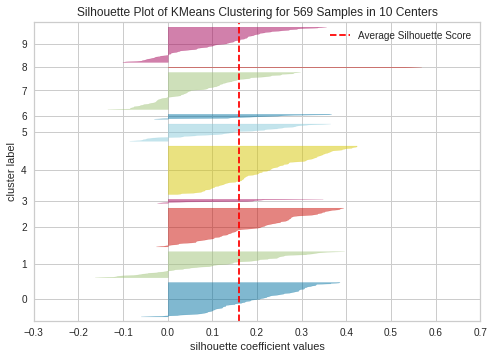 Silhouette Plot of KMeans Clustering for 569 Samples in 10 Centers
Average Silhouette Score
9
8
7
6
5
4
3
2
1
0
cluster label
−0.3 −0.2 −0.1 0.0 0.1 0.2 0.3 0.4 0.5 0.6 0.7
silhouette coefficient values